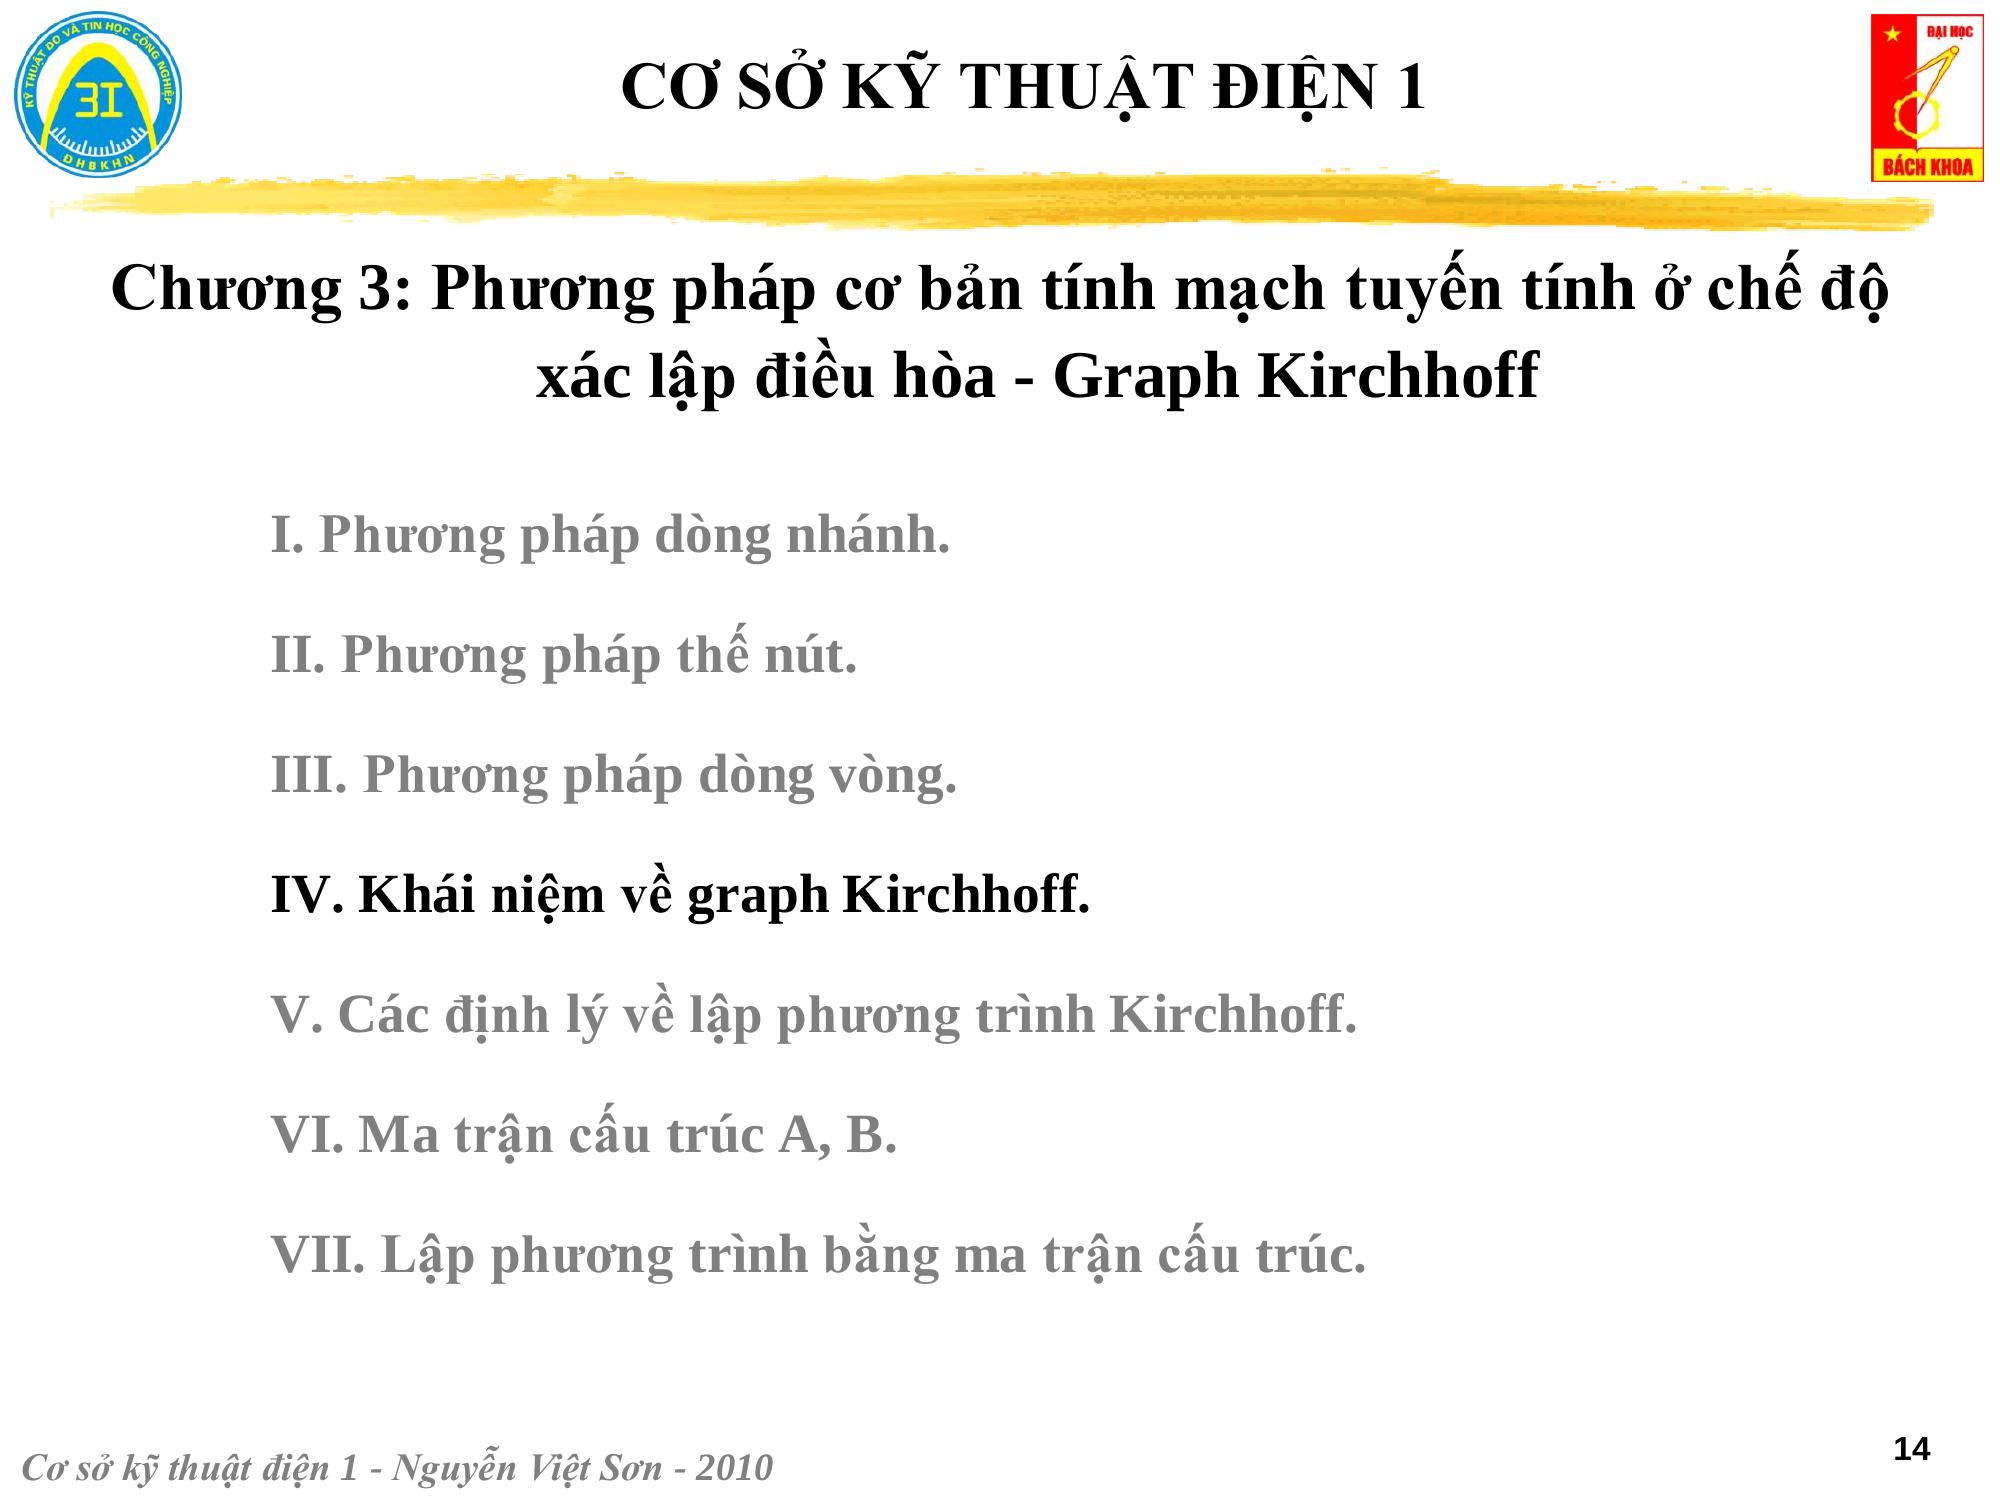 KỸ THUẬT ĐO VÀ TIN HỌC CÔNG NGHIỆP
3I
ĐHBKHN
CƠ SỞ KỸ THUẬT ĐIỆN 1
ĐẠI HỌC
BÁCH KHOA
Chương 3: Phương pháp cơ bản tính mạch tuyến tính ở chế độ
xác lập điều hòa - Graph Kirchhoff
I. Phương pháp dòng nhánh.
II. Phương pháp thế nút.
III. Phương pháp dòng vòng.
IV. Khái niệm về graph Kirchhoff.
V. Các định lý về lập phương trình Kirchhoff.
VI. Ma trận cấu trúc A, B.
VII. Lập phương trình bằng ma trận cấu trúc.
Cơ sở kỹ thuật điện 1 - Nguyễn Việt Sơn - 2010
14